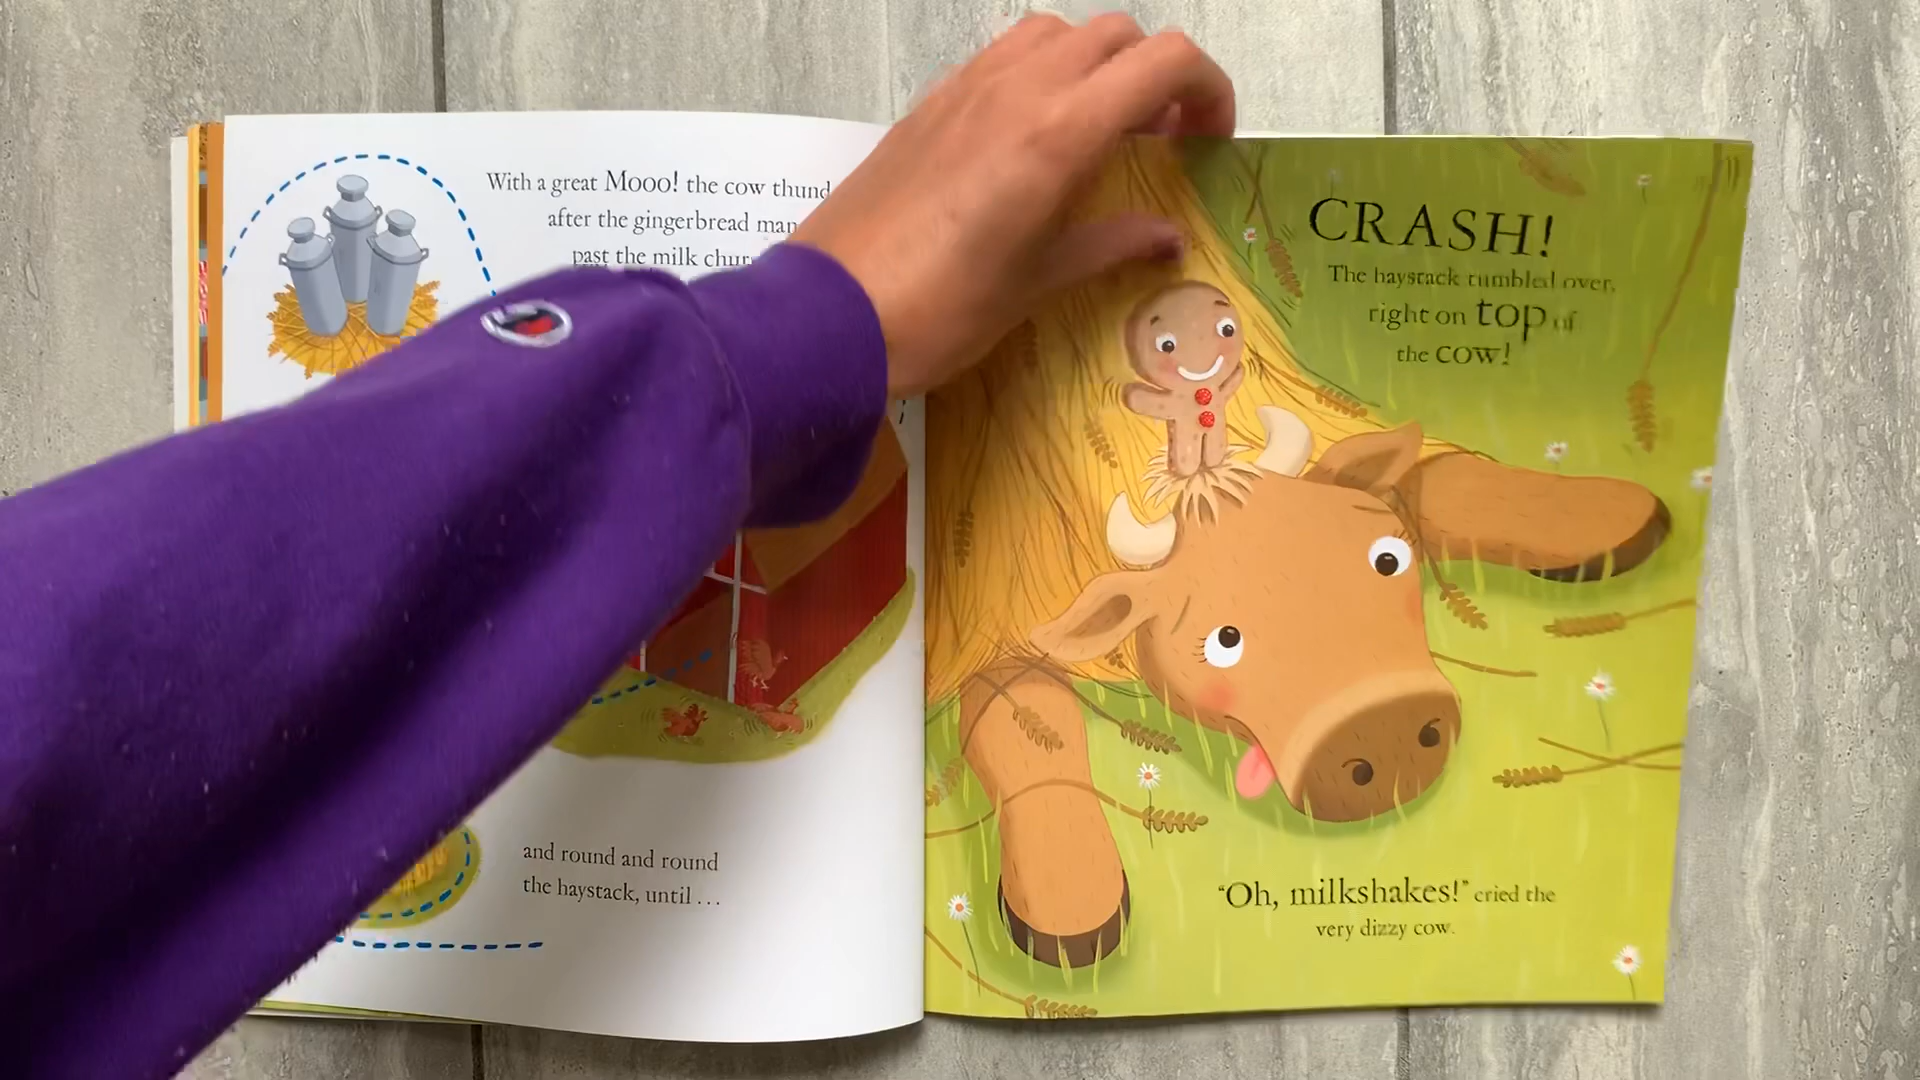 With a great Mooo! the cow thund
after the gingerbread man
past the milk chur
and round and round
the haystack, until ...
CRASH!
The haystack tumbled over,
right on top of
the cow!
"Oh, milkshakes!" cried the
very dizzy cow.